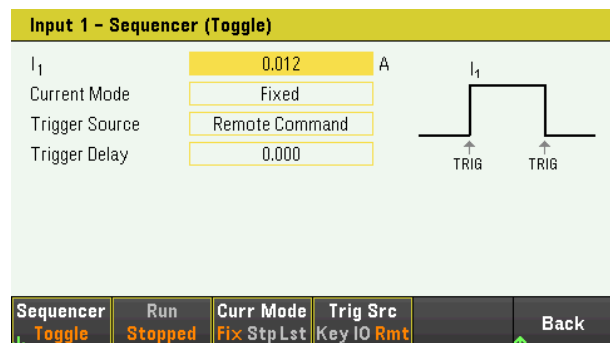 Input 1 – Sequencer (Toggle)
I1 0.012 A
Current Mode Fixed
Trigger Source Remote Command
Trigger Delay 0.000
I1
TRIG TRIG
Sequencer Run Curr Mode Trig Src
Toggle Stopped Fix Stp Lst Key IO Rmt Back